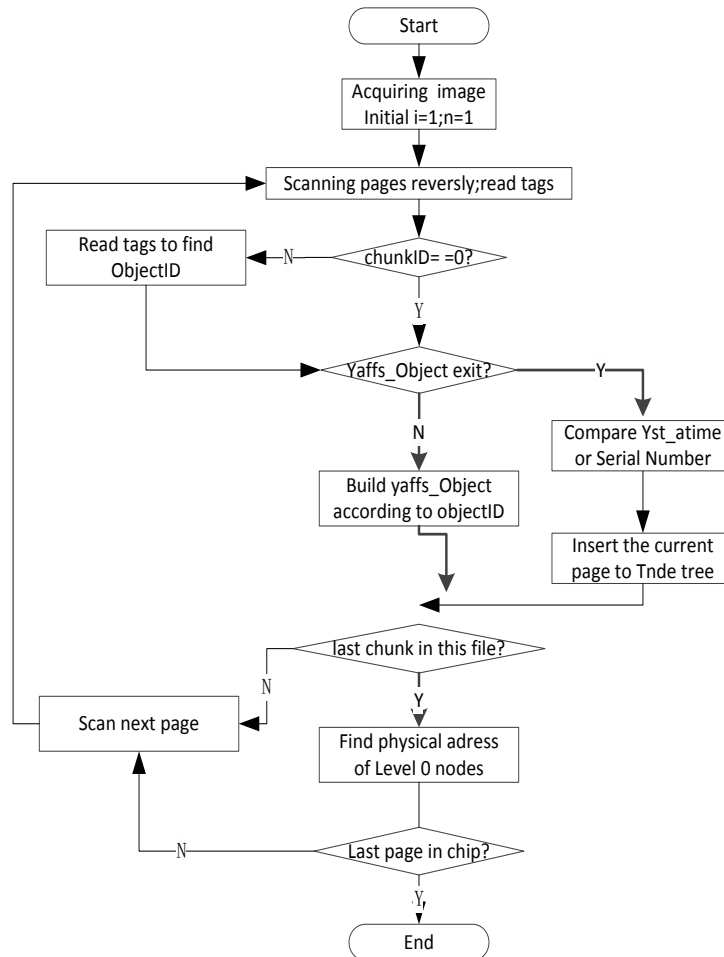 Start
Acquiring image
Initial i=1;n=1
Scanning pages reversly;read tags
Read tags to find
ObjectID
N
chunkID= =0?
Y
Yaffs_Object exit?
Y
N
Compare Yst_atime
or Serial Number
Build yaffs_Object
according to objectID
Insert the current
page to Tnde tree
last chunk in this file?
N
Y
Scan next page
Find physical adress
of Level 0 nodes
N
Last page in chip?
Y
End